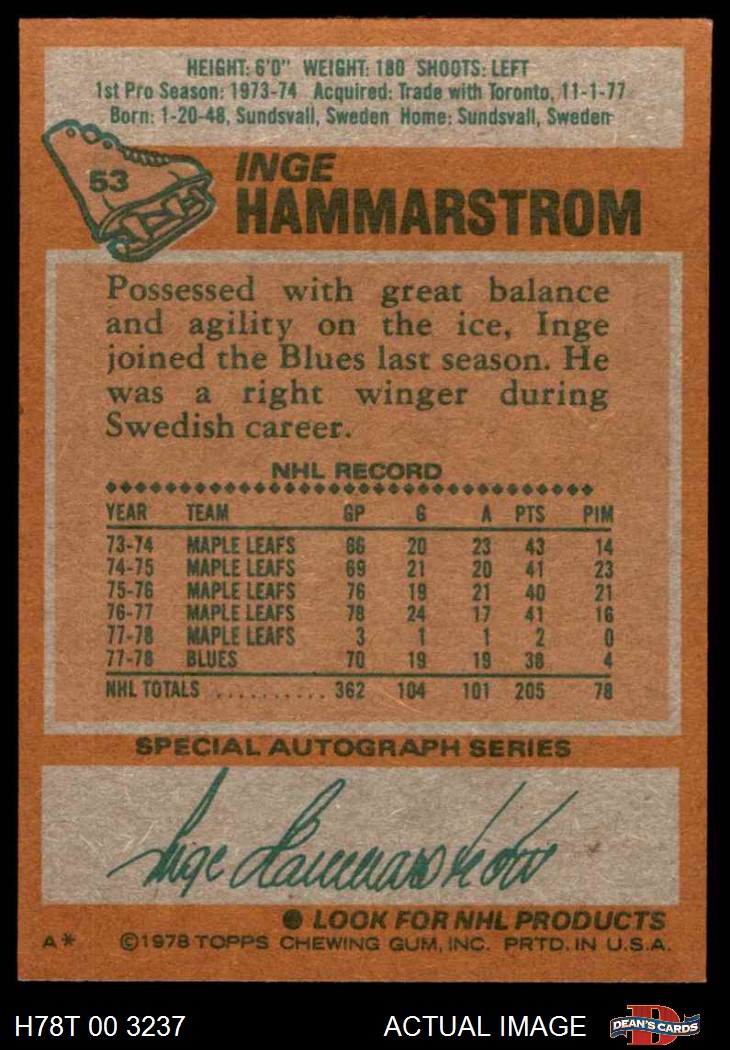 HEIGHT: 6'0" WEIGHT: 180 SHOOTS: LEFT
1st Pro Season: 1973-74 Acquired: Trade with Toronto, 11-1-77
Born: 1-20-48, Sundsvall, Sweden Home: Sundsvall, Sweden
53
INGE
HAMMARSTROM
Possessed with great balance
and agility on the ice, Inge
joined the Blues last season. He
was a right winger during
Swedish career.
NHL RECORD
YEAR TEAM GP G A PTS PIM
73-74 MAPLE LEAFS 66 20 23 43 14
74-75 MAPLE LEAFS 69 21 20 41 23
75-76 MAPLE LEAFS 76 19 21 40 21
76-77 MAPLE LEAFS 78 24 17 41 16
77-78 MAPLE LEAFS 3 1 1 2 0
77-78 BLUES 70 19 19 38 4
NHL TOTALS .......... 362 104 101 205 78
SPECIAL AUTOGRAPH SERIES
Inge Hammarström
● LOOK FOR NHL PRODUCTS
A* ©1978 TOPPS CHEWING GUM, INC. PRTD. IN U.S.A.
H78T 00 3237 ACTUAL IMAGE DEAN'S CARDS